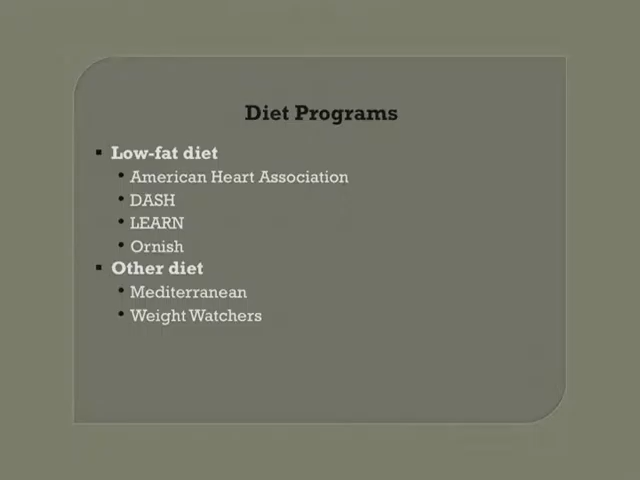 Diet Programs
Low-fat diet
American Heart Association
DASH
LEARN
Ornish
Other diet
Mediterranean
Weight Watchers